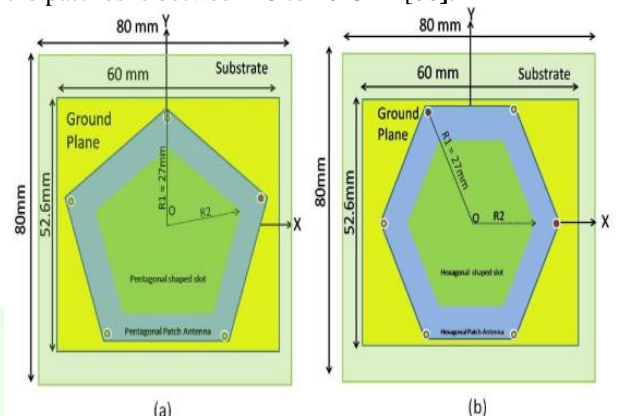 80 mm
Y
60 mm
Substrate
Ground
Plane
R1 = 27mm
O
R2
X
80mm
52.6mm
Pentagonal shaped slot
Pentagonal Patch Antenna
(a)
80 mm
Y
60 mm
Substrate
Ground
Plane
R1 = 27mm
O
R2
X
80mm
52.6mm
Hexagonal shaped slot
Hexagonal Patch Antenna
(b)